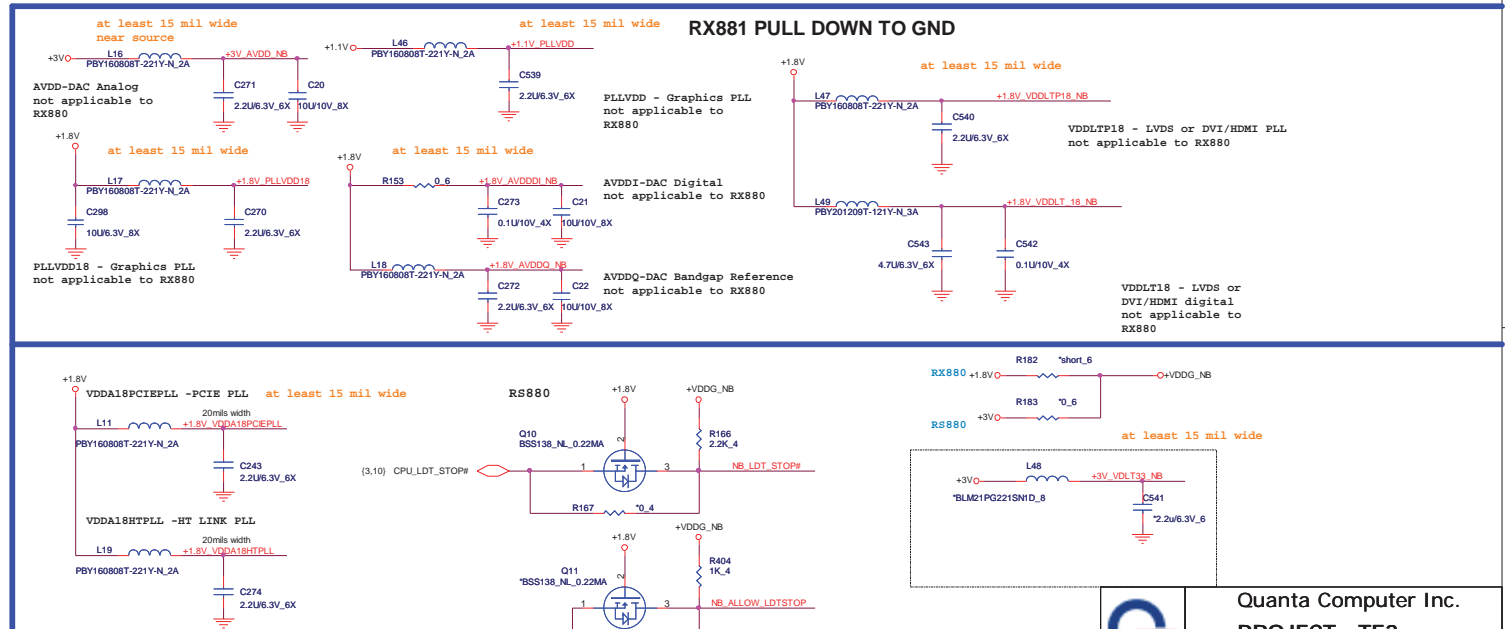 RX881 PULL DOWN TO GND
at least 15 mil wide
near source
+3V
L16
PBY160808T-221Y-N_2A
+3V_AVDD_NB
C271
2.2U/6.3V_6X
C20
10U/10V_8X
AVDD-DAC Analog
not applicable to
RX880
at least 15 mil wide
+1.1V
L46
PBY160808T-221Y-N_2A
+1.1V_PLLVDD
C539
2.2U/6.3V_6X
PLLVDD - Graphics PLL
not applicable to
RX880
+1.8V
at least 15 mil wide
L47
PBY160808T-221Y-N_2A
+1.8V_VDDLTP18_NB
C540
2.2U/6.3V_6X
VDDLTP18 - LVDS or DVI/HDMI PLL
not applicable to RX880
+1.8V
at least 15 mil wide
L17
PBY160808T-221Y-N_2A
+1.8V_PLLVDD18
C298
10U/6.3V_8X
C270
2.2U/6.3V_6X
PLLVDD18 - Graphics PLL
not applicable to RX880
+1.8V
at least 15 mil wide
R153
0_6
+1.8V_AVDDDI_NB
C273
0.1U/10V_4X
C21
10U/10V_8X
AVDDI-DAC Digital
not applicable to RX880
L18
PBY160808T-221Y-N_2A
+1.8V_AVDDQ_NB
C272
2.2U/6.3V_6X
C22
10U/10V_8X
AVDDQ-DAC Bandgap Reference
not applicable to RX880
L49
PBY201209T-121Y-N_3A
+1.8V_VDDLT_18_NB
C543
4.7U/6.3V_6X
C542
0.1U/10V_4X
VDDLT18 - LVDS or
DVI/HDMI digital
not applicable to
RX880
+1.8V
VDDA18PCIEPLL -PCIE PLL
at least 15 mil wide
20mils width
L11
+1.8V_VDDA18PCIEPLL
PBY160808T-221Y-N_2A
C243
2.2U/6.3V_6X
VDDA18HTPLL -HT LINK PLL
20mils width
L19
+1.8V_VDDA18HTPLL
PBY160808T-221Y-N_2A
C274
2.2U/6.3V_6X
RS880
+1.8V
+VDDG_NB
Q10
BSS138_NL_0.22MA
2
R166
2.2K_4
{3,10} CPU_LDT_STOP#
1
3
NB_LDT_STOP#
R167
*0_4
+1.8V
+VDDG_NB
Q11
*BSS138_NL_0.22MA
2
R404
1K_4
1
3
NB_ALLOW_LDTSTOP
R182
*short_6
RX880
+1.8V
+VDDG_NB
R183
*0_6
RS880
+3V
at least 15 mil wide
L48
+3V
+3V_VDLT33_NB
*BLM21PG221SN1D_8
C541
*2.2u/6.3V_6
Quanta Computer Inc.